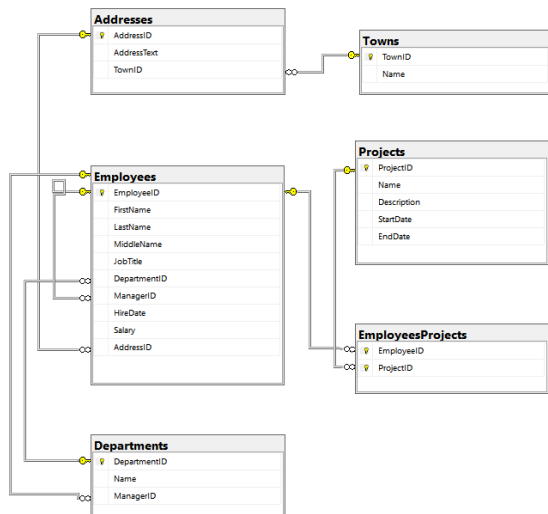 Addresses
AddressID
AddressText
TownID
Towns
TownID
Name
Projects
ProjectID
Name
Description
StartDate
EndDate
Employees
EmployeeID
FirstName
LastName
MiddleName
JobTitle
DepartmentID
ManagerID
HireDate
Salary
AddressID
EmployeesProjects
EmployeeID
ProjectID
Departments
DepartmentID
Name
ManagerID